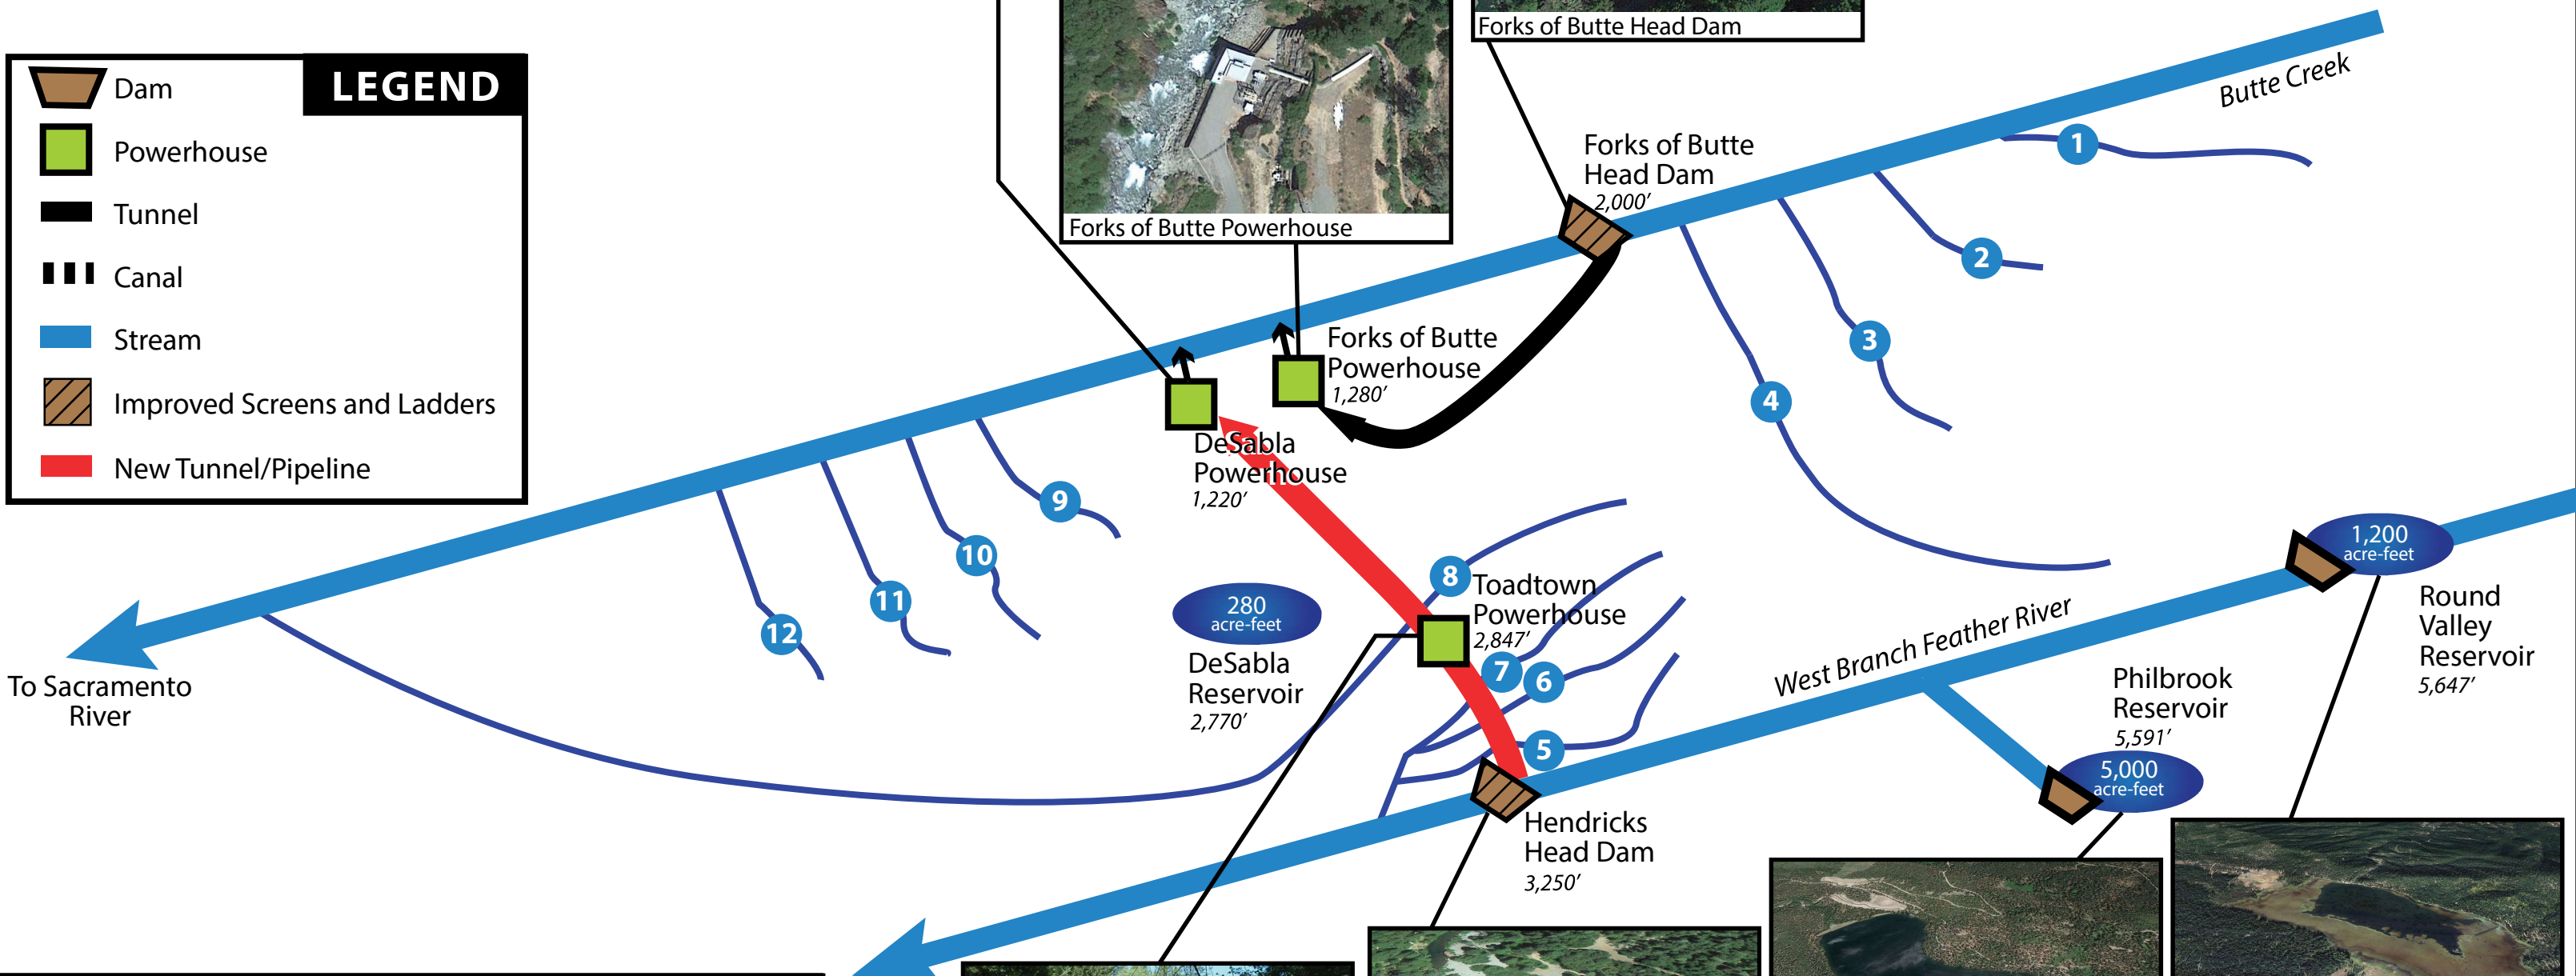 LEGEND
Dam
Powerhouse
Tunnel
Canal
Stream
Improved Screens and Ladders
New Tunnel/Pipeline
Forks of Butte Powerhouse
Forks of Butte Head Dam
Butte Creek
Forks of Butte
Head Dam
2,000’
1
2
3
4
Forks of Butte
Powerhouse
1,280’
DeSabla
Powerhouse
1,220’
9
10
11
12
To Sacramento
River
280
acre-feet
DeSabla
Reservoir
2,770’
8
Toadtown
Powerhouse
2,847’
7
6
5
Hendricks
Head Dam
3,250’
West Branch Feather River
1,200
acre-feet
Round
Valley
Reservoir
5,647’
Philbrook
Reservoir
5,591’
5,000
acre-feet